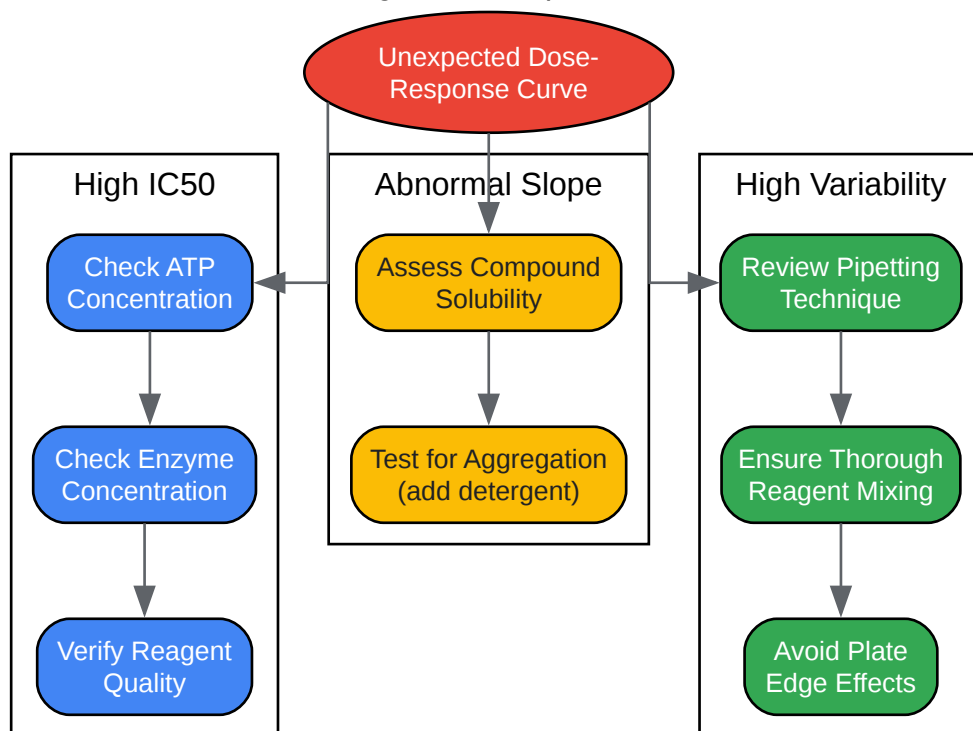 Unexpected Dose-
Response Curve
High IC50
Check ATP
Concentration
Check Enzyme
Concentration
Verify Reagent
Quality
Abnormal Slope
Assess Compound
Solubility
Test for Aggregation
(add detergent)
High Variability
Review Pipetting
Technique
Ensure Thorough
Reagent Mixing
Avoid Plate
Edge Effects